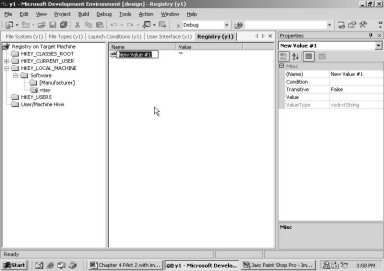 y1 - Microsoft Development Environment [design] - Registry (y1)
File Edit View Project Build Debug Tools Action Window Help
Debug
File System (y1) File Types (y1) Launch Conditions (y1) User Interface (y1) Registry (y1)
Properties
Registry on Target Machine
HKEY_CLASSES_ROOT
HKEY_CURRENT_USER
HKEY_LOCAL_MACHINE
Software
[Manufacturer]
HKEY_USERS
User/Machine Hive
Name Value
New Value #1 ""
New Value #1
Misc
(Name) New Value #1
Condition
Transitive False
Value
ValueType vsdrvtString
Misc
Ready
Start Chapter 4 PArt 2 with im... y1 - Microsoft Develo... Jasc Paint Shop Pro - Im... 3:58 PM